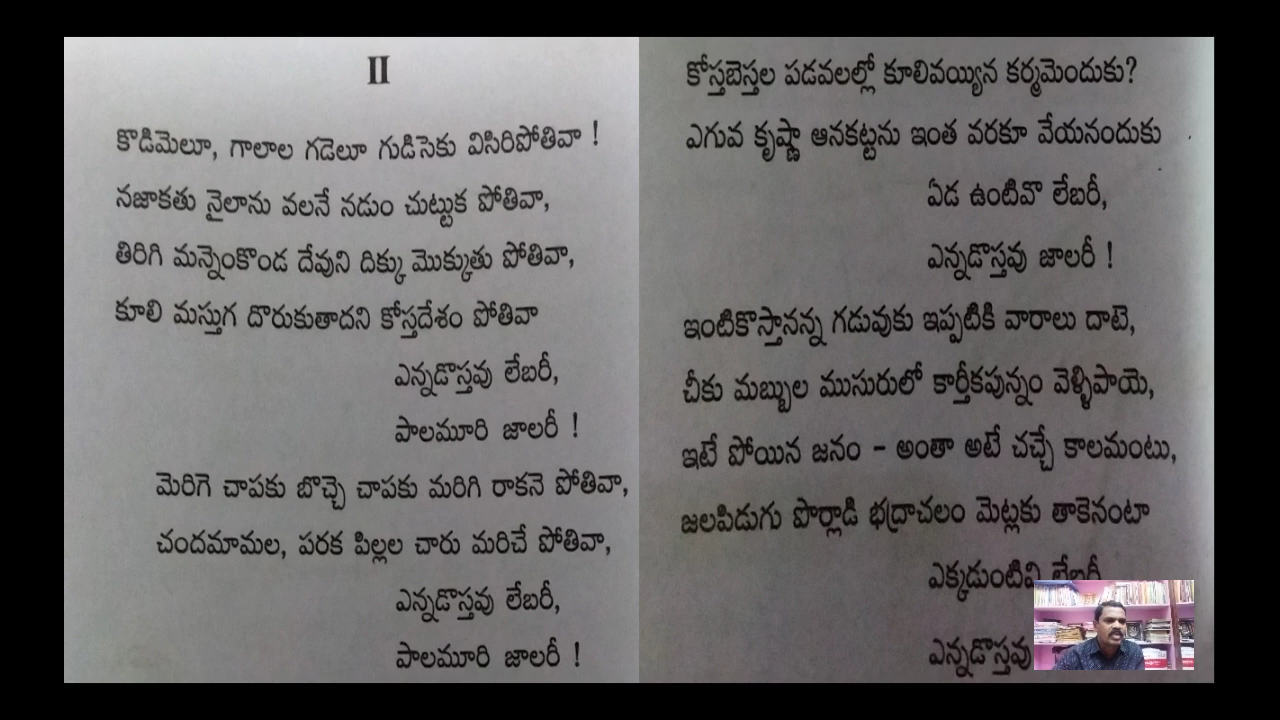 II
కొడిమెలూ, గాలాల గడెలూ గుడిసెకు విసిరిపోతివా !
నజాకతు నైలాను వలనే నడుం చుట్టుక పోతివా,
తిరిగి మన్నెంకొండ దేవుని దిక్కు మొక్కుతు పోతివా,
కూలి మస్తుగ దొరుకుతాదని కోస్తదేశం పోతివా
ఎన్నడొస్తవు లేబరీ,
పాలమూరి జాలరీ !
మెరిగె చాపకు బొచ్చె చాపకు మరిగి రాకనె పోతివా,
చందమామల, పరక పిల్లల చారు మరిచే పోతివా,
ఎన్నడొస్తవు లేబరీ,
పాలమూరి జాలరీ !
కోస్తబెస్తల పడవలల్లో కూలివయ్యిన కర్మమెందుకు?
ఎగువ కృష్ణా ఆనకట్టను ఇంత వరకూ వేయనందుకు
ఏడ ఉంటివొ లేబరీ,
ఎన్నడొస్తవు జాలరీ !
ఇంటికొస్తానన్న గడువుకు ఇప్పటికి వారాలు దాటె,
చీకు మబ్బుల ముసురులో కార్తీకపున్నం వెళ్ళిపాయె,
ఇటే పోయిన జనం - అంతా అటే చచ్చే కాలమంటు,
జలపిడుగు పొర్లాడి భద్రాచలం మెట్లకు తాకెనంటా
ఎక్కడుంటివి లేబరీ
ఎన్నడొస్తవు